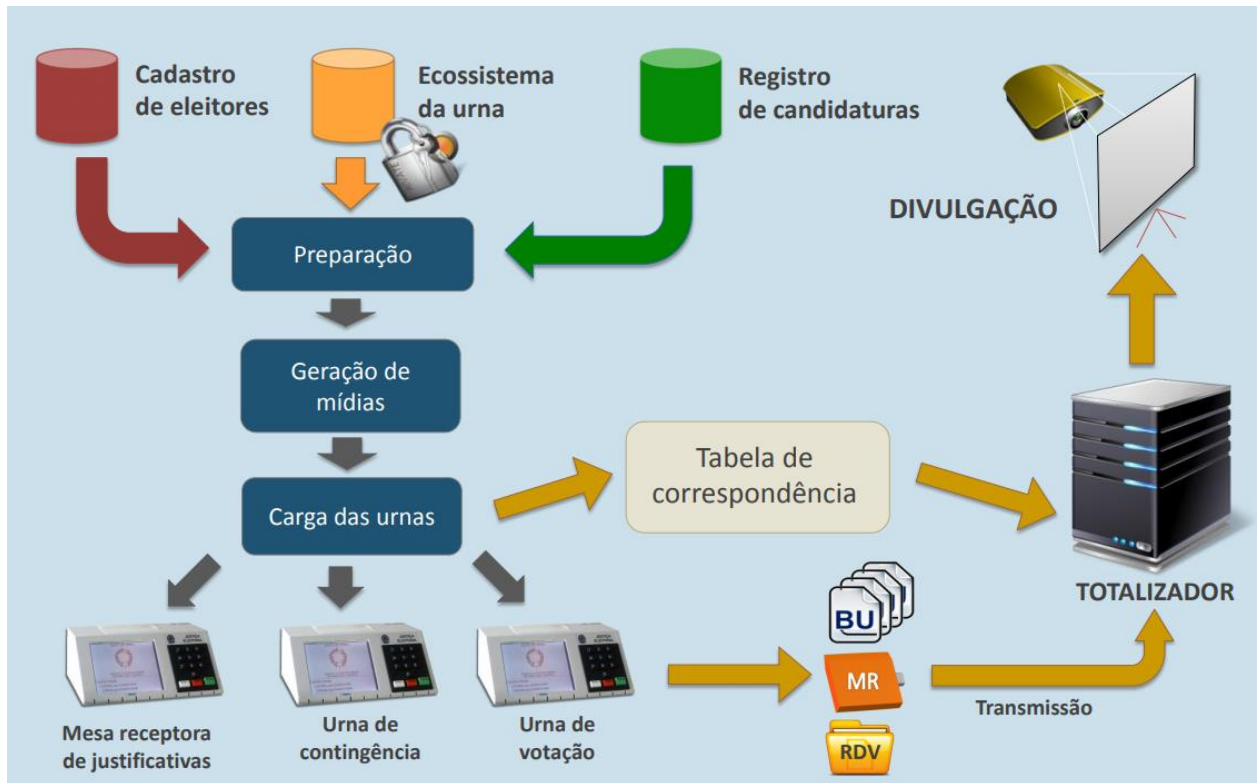 Cadastro
de eleitores
Ecossistema
da urna
Registro
de candidaturas
DIVULGAÇÃO
Preparação
Geração de
mídias
Tabela de
correspondência
Carga das urnas
TOTALIZADOR
BU
MR
RDV
Transmissão
Mesa receptora
de justificativas
Urna de
contingência
Urna de
votação